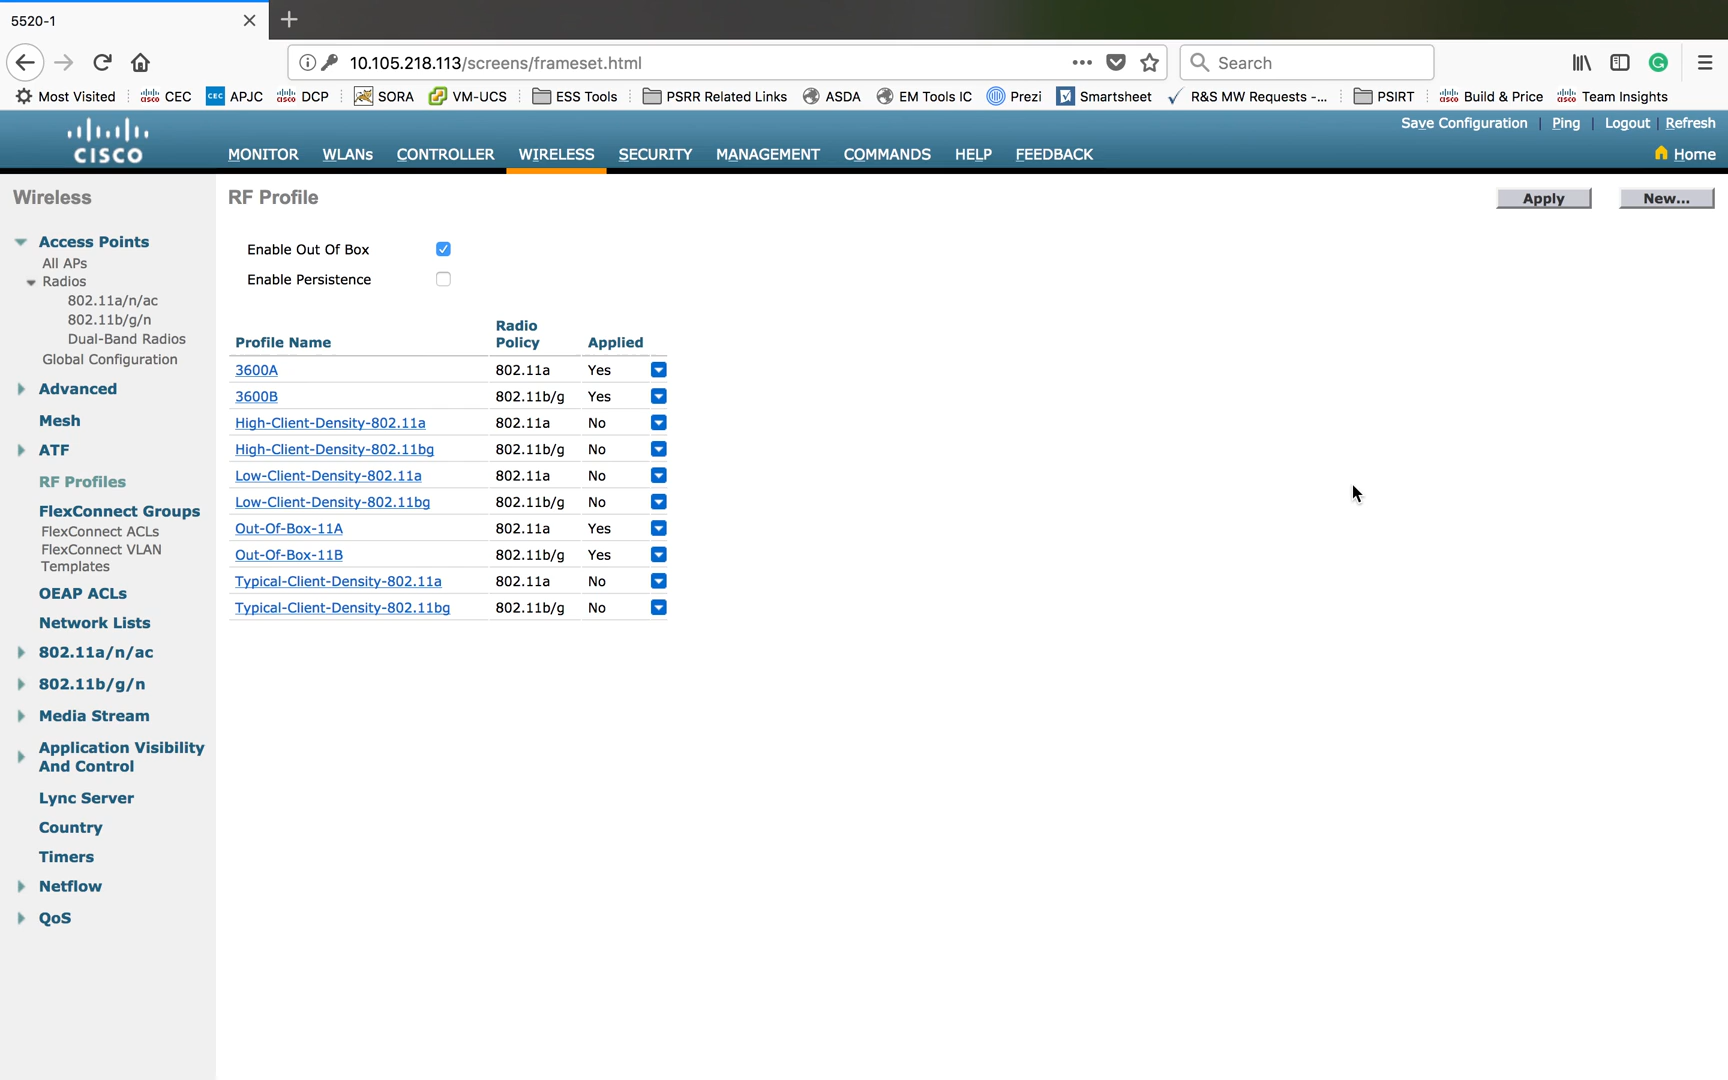 5520-1
10.105.218.113/screens/frameset.html
Search
Most Visited CEC APJC DCP SORA VM-UCS ESS Tools PSRR Related Links ASDA EM Tools IC Prezi Smartsheet R&S MW Requests -... PSIRT Build & Price Team Insights
Save Configuration Ping Logout Refresh
CISCO
MONITOR WLANs CONTROLLER WIRELESS SECURITY MANAGEMENT COMMANDS HELP FEEDBACK
Home
Wireless
Access Points
All APs
Radios
802.11a/n/ac
802.11b/g/n
Dual-Band Radios
Global Configuration
Advanced
Mesh
ATF
RF Profiles
FlexConnect Groups
FlexConnect ACLs
FlexConnect VLAN
Templates
OEAP ACLs
Network Lists
802.11a/n/ac
802.11b/g/n
Media Stream
Application Visibility
And Control
Lync Server
Country
Timers
Netflow
QoS
RF Profile
Apply New...
Enable Out Of Box
Enable Persistence
Radio
Profile Name Policy Applied
3600A 802.11a Yes
3600B 802.11b/g Yes
High-Client-Density-802.11a 802.11a No
High-Client-Density-802.11bg 802.11b/g No
Low-Client-Density-802.11a 802.11a No
Low-Client-Density-802.11bg 802.11b/g No
Out-Of-Box-11A 802.11a Yes
Out-Of-Box-11B 802.11b/g Yes
Typical-Client-Density-802.11a 802.11a No
Typical-Client-Density-802.11bg 802.11b/g No